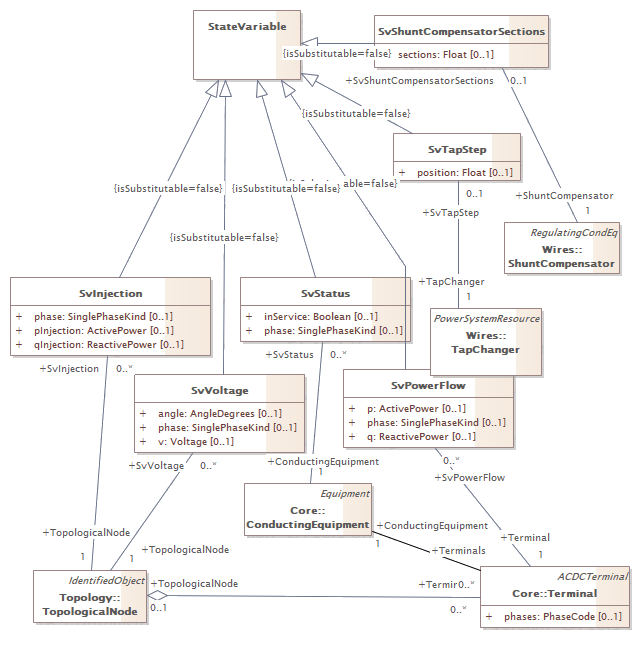 StateVariable
SvShuntCompensatorSections
sections: Float [0..1]
{isSubstitutable=false}
+SvShuntCompensatorSections
0..1
{isSubstitutable=false}
SvTapStep
+ position: Float [0..1]
able=false}
{isSubstitutable=false}
{isSubstitutable=false}
0..1
+SvTapStep
+ShuntCompensator
1
RegulatingCondEq
Wires::
ShuntCompensator
{isSubstitutable=false}
+TapChanger
1
SvInjection
+ phase: SinglePhaseKind [0..1]
+ pInjection: ActivePower [0..1]
+ qInjection: ReactivePower [0..1]
SvStatus
+ inService: Boolean [0..1]
+ phase: SinglePhaseKind [0..1]
PowerSystemResource
Wires::
TapChanger
+SvInjection
0..*
+SvStatus
0..*
SvVoltage
+ angle: AngleDegrees [0..1]
+ phase: SinglePhaseKind [0..1]
+ v: Voltage [0..1]
SvPowerFlow
+ p: ActivePower [0..1]
+ phase: SinglePhaseKind [0..1]
+ q: ReactivePower [0..1]
+SvVoltage
0..*
+ConductingEquipment
1
0..*
+SvPowerFlow
Equipment
Core::
ConductingEquipment
+ConductingEquipment
1
+Terminals
+Terminal
1
+TopologicalNode
1
+TopologicalNode
1
IdentifiedObject
Topology::
TopologicalNode
+TopologicalNode
0..1
+Termir
0..*
0..*
ACDCTerminal
Core::Terminal
+ phases: PhaseCode [0..1]